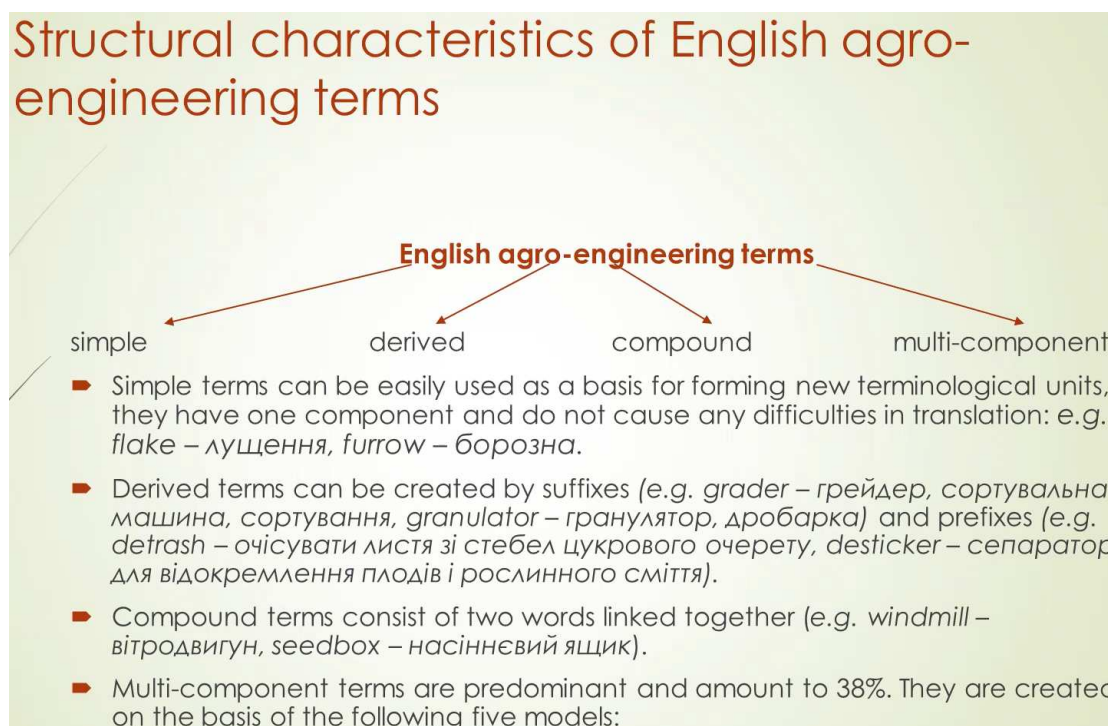 Structural characteristics of English agro-
engineering terms
English agro-engineering terms
simple derived compound multi-component
Simple terms can be easily used as a basis for forming new terminological units,
they have one component and do not cause any difficulties in translation: e.g.
flake – лущення, furrow – борозна.
Derived terms can be created by suffixes (e.g. grader – грейдер, сортувальна
машина, сортування, granulator – гранулятор, дробарка) and prefixes (e.g.
detrash – очісувати листя зі стебел цукрового очерету, desticker – сепаратор
для відокремлення плодів і рослинного сміття).
Compound terms consist of two words linked together (e.g. windmill –
вітродвигун, seedbox – насіннєвий ящик).
Multi-component terms are predominant and amount to 38%. They are created
on the basis of the following five models: